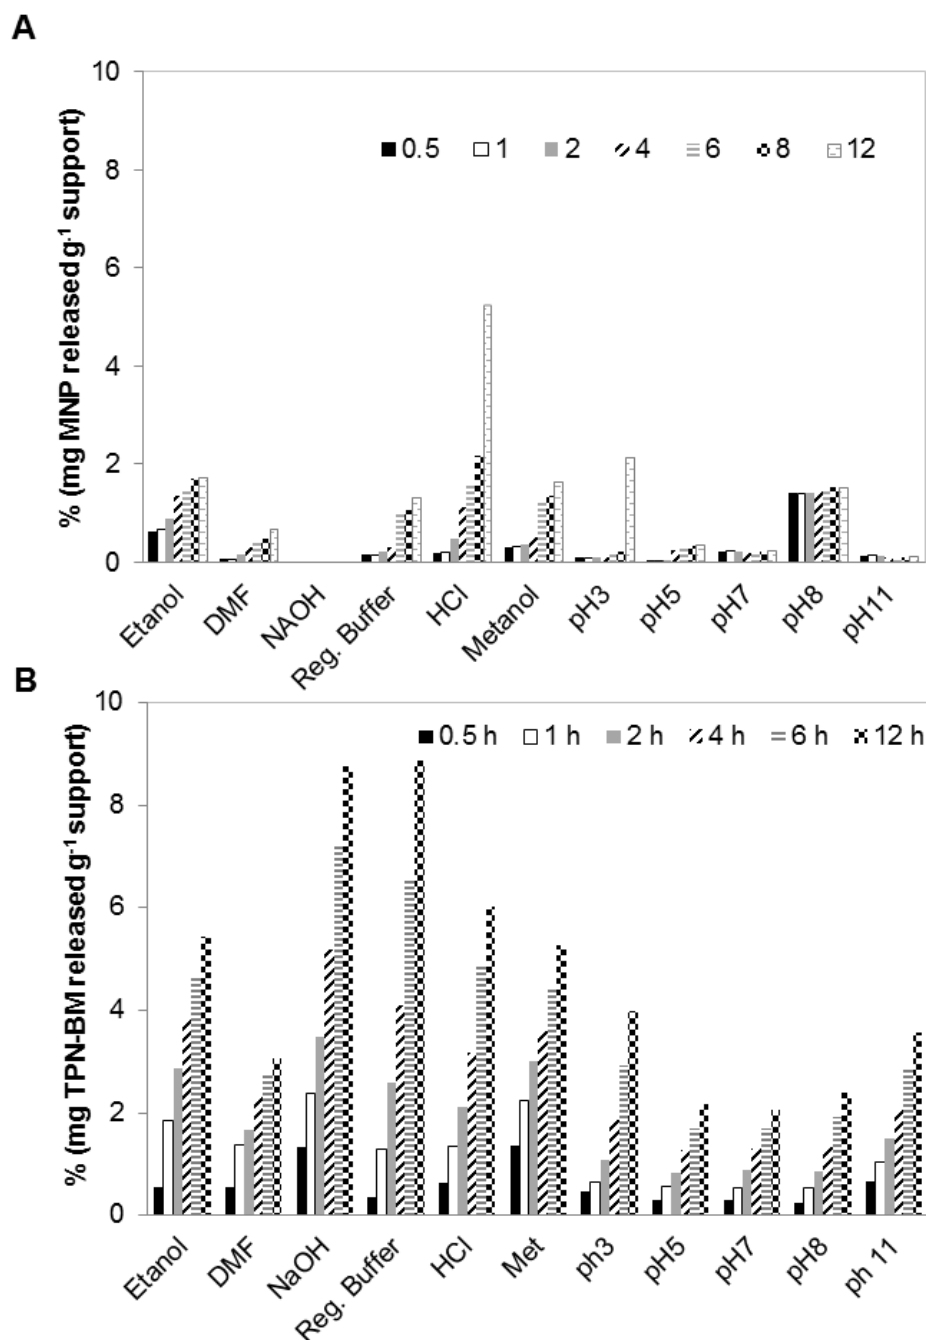 A
% (mg MNP released g-1 support)
10
8
6
4
2
0
0.5 1 2 4 6 8 12
Etanol DMF NAOH Reg. Buffer HCl Metanol pH3 pH5 pH7 pH8 pH11
B
% (mg TPN-BM released g-1 support)
10
8
6
4
2
0
0.5 h 1 h 2 h 4 h 6 h 12 h
Etanol DMF NaOH Reg. Buffer HCl Met ph3 pH5 pH7 pH8 ph 11